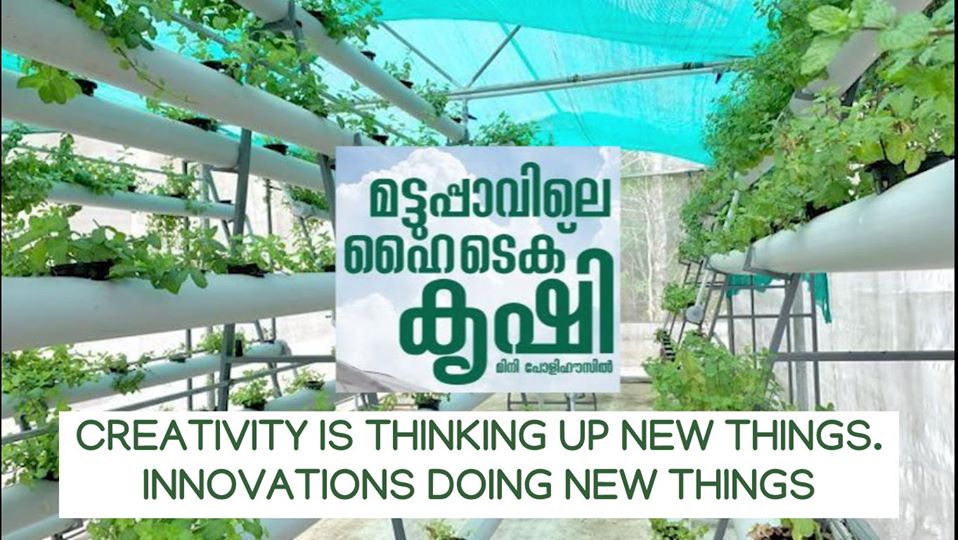 മട്ടുപ്പാവിലെ
ഹൈടെക്
കൃഷി
മിനി പോളിഹൗസിൽ
CREATIVITY IS THINKING UP NEW THINGS.
INNOVATIONS DOING NEW THINGS